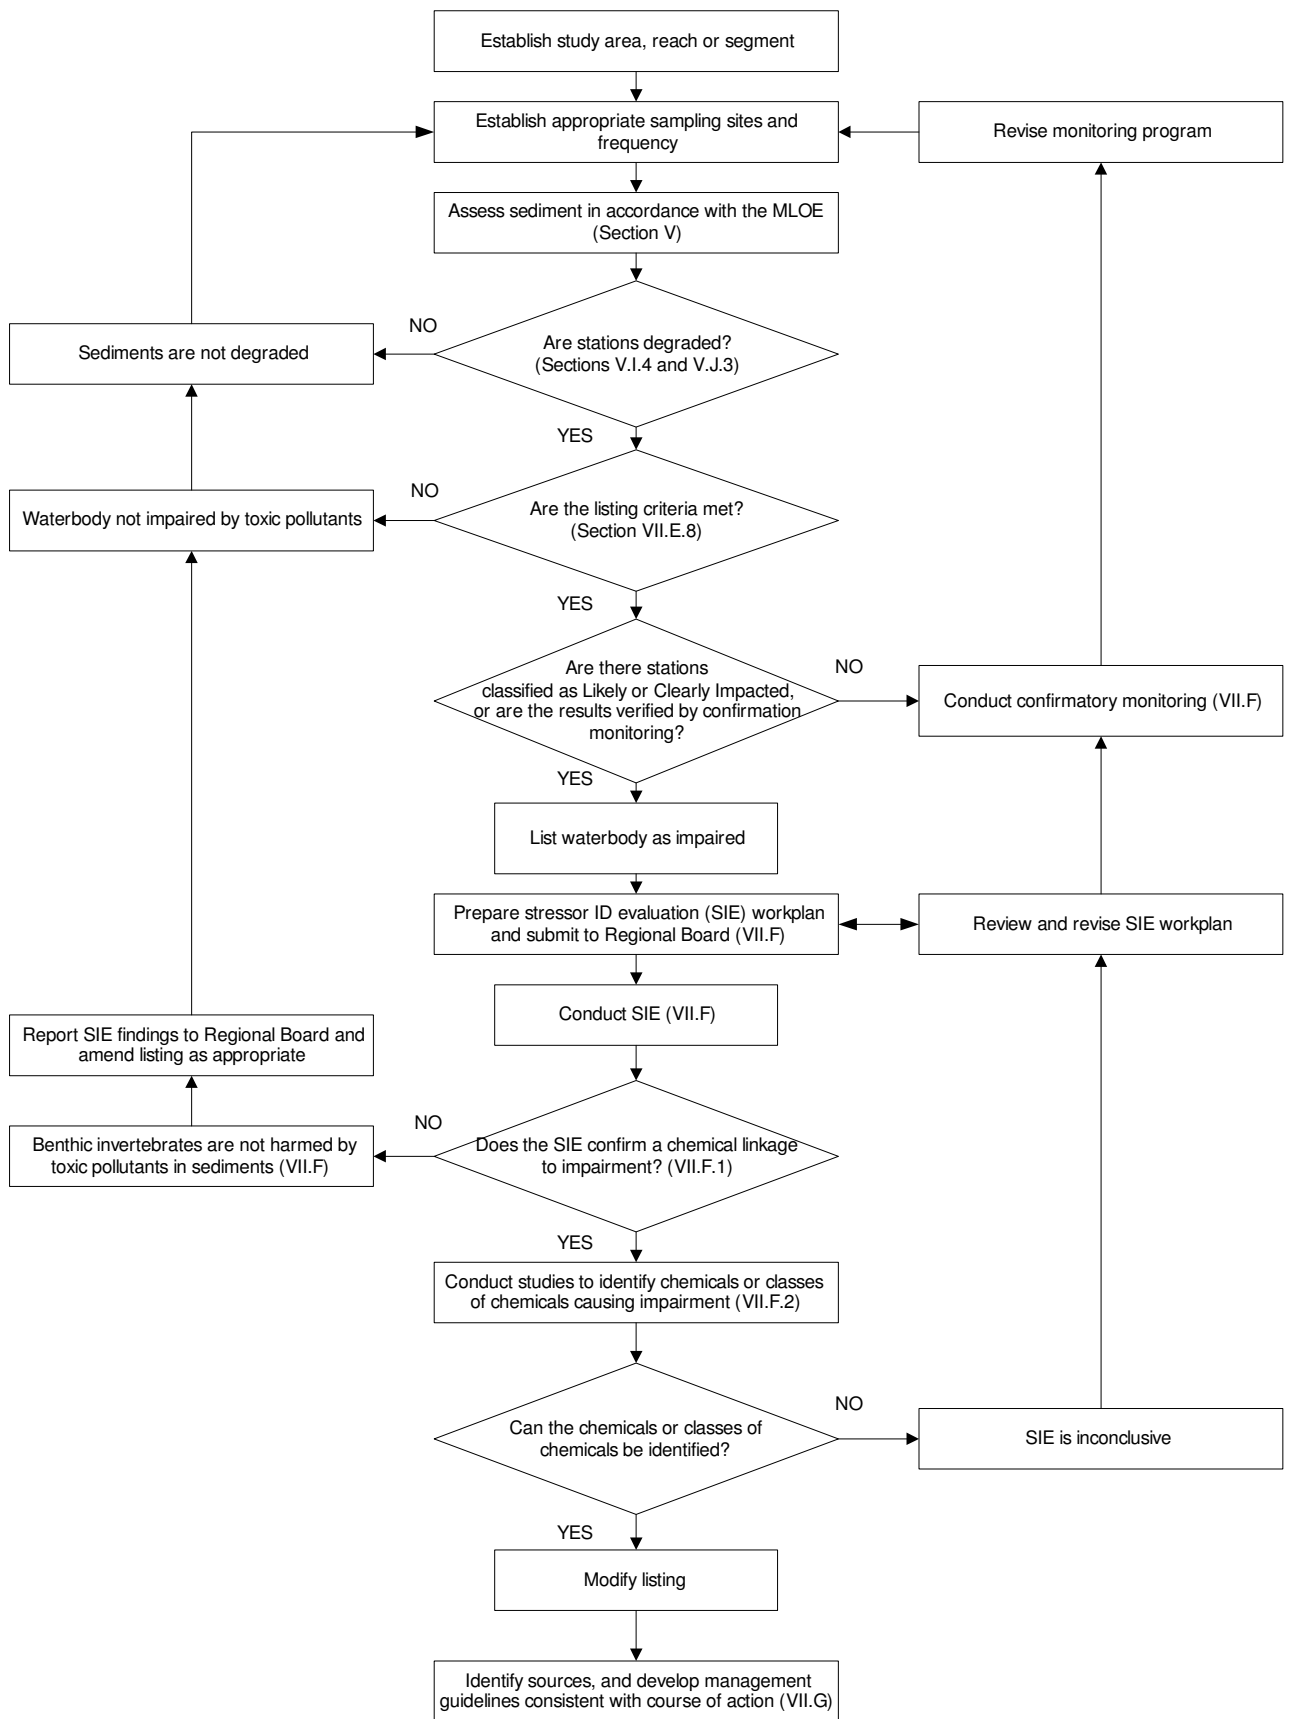 Establish study area, reach or segment
Establish appropriate sampling sites and
frequency
Revise monitoring program
Assess sediment in accordance with the MLOE
(Section V)
NO
Are stations degraded?
(Sections V.I.4 and V.J.3)
Sediments are not degraded
YES
NO
Are the listing criteria met?
(Section VII.E.8)
Waterbody not impaired by toxic pollutants
YES
Are there stations
classified as Likely or Clearly Impacted,
or are the results verified by confirmation
monitoring?
NO
Conduct confirmatory monitoring (VII.F)
YES
List waterbody as impaired
Prepare stressor ID evaluation (SIE) workplan
and submit to Regional Board (VII.F)
Review and revise SIE workplan
Conduct SIE (VII.F)
Report SIE findings to Regional Board and
amend listing as appropriate
NO
Benthic invertebrates are not harmed by
toxic pollutants in sediments (VII.F)
Does the SIE confirm a chemical linkage
to impairment? (VII.F.1)
YES
Conduct studies to identify chemicals or classes
of chemicals causing impairment (VII.F.2)
NO
Can the chemicals or classes of
chemicals be identified?
SIE is inconclusive
YES
Modify listing
Identify sources, and develop management
guidelines consistent with course of action (VII.G)